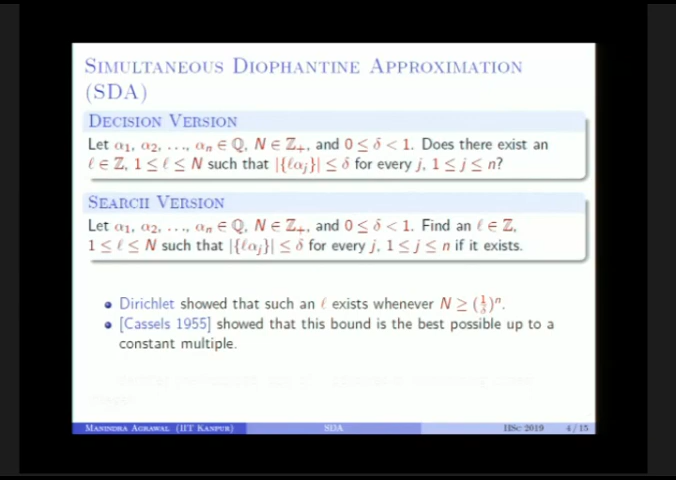 SIMULTANEOUS DIOPHANTINE APPROXIMATION
(SDA)
DECISION VERSION
Let α₁, α₂, …, αₙ ∈ ℚ, N ∈ ℤ₊, and 0 ≤ δ < 1. Does there exist an
ℓ ∈ ℤ, 1 ≤ ℓ ≤ N such that |{ℓαⱼ}| ≤ δ for every j, 1 ≤ j ≤ n?
SEARCH VERSION
Let α₁, α₂, …, αₙ ∈ ℚ, N ∈ ℤ₊, and 0 ≤ δ < 1. Find an ℓ ∈ ℤ,
1 ≤ ℓ ≤ N such that |{ℓαⱼ}| ≤ δ for every j, 1 ≤ j ≤ n if it exists.
• Dirichlet showed that such an ℓ exists whenever N ≥ (1/δ)ⁿ.
• [Cassels 1955] showed that this bound is the best possible up to a
constant multiple.
MANINDRA AGRAWAL (IIT KANPUR) SDA IISc 2019 4 / 15